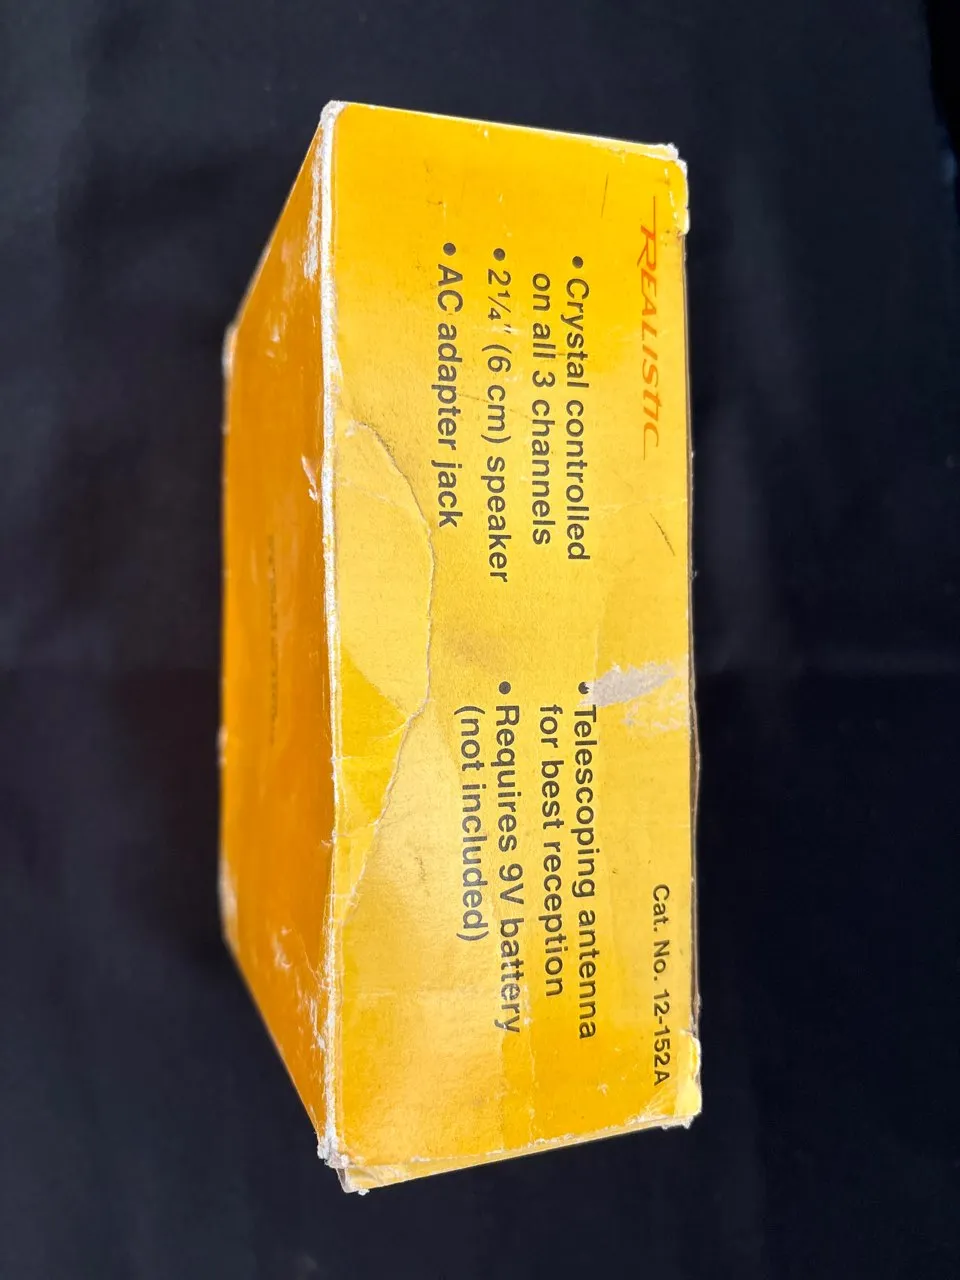 REALISTIC
Cat. No. 12-152A
• Crystal controlled
on all 3 channels
• 2¼" (6 cm) speaker
• AC adapter jack
• Telescoping antenna
for best reception
• Requires 9V battery
(not included)